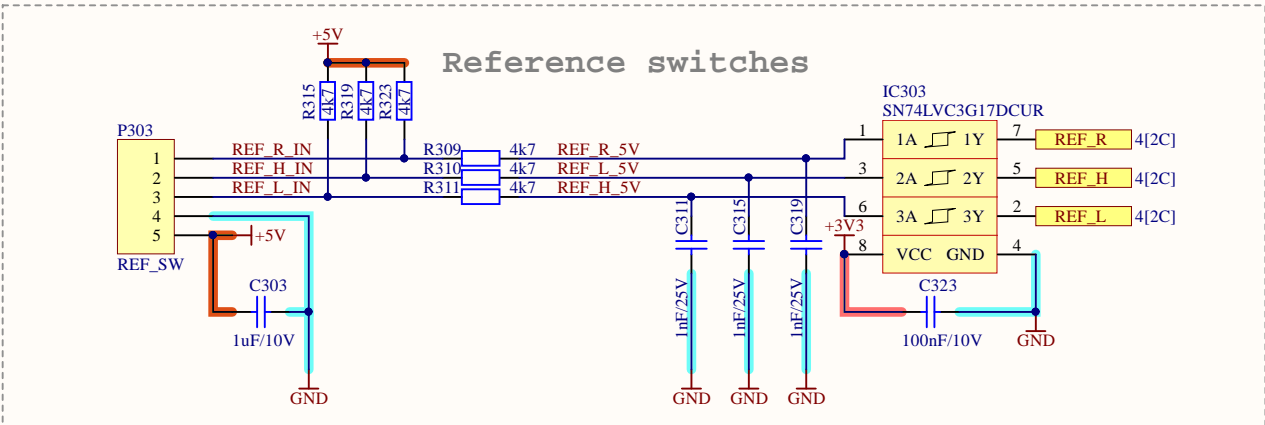 Reference switches
+5V
R315
4k7
R319
4k7
R323
4k7
P303
1
2
3
4
5
REF_SW
REF_R_IN
REF_H_IN
REF_L_IN
+5V
C303
1uF/10V
GND
R309
4k7
R310
4k7
R311
4k7
REF_R_5V
REF_L_5V
REF_H_5V
C311
1nF/25V
C315
1nF/25V
C319
1nF/25V
GND
GND
GND
IC303
SN74LVC3G17DCUR
1
1A
1Y
7
REF_R
4[2C]
3
2A
2Y
5
REF_H
4[2C]
6
3A
3Y
2
REF_L
4[2C]
+3V3
8
VCC
GND
4
C323
100nF/10V
GND